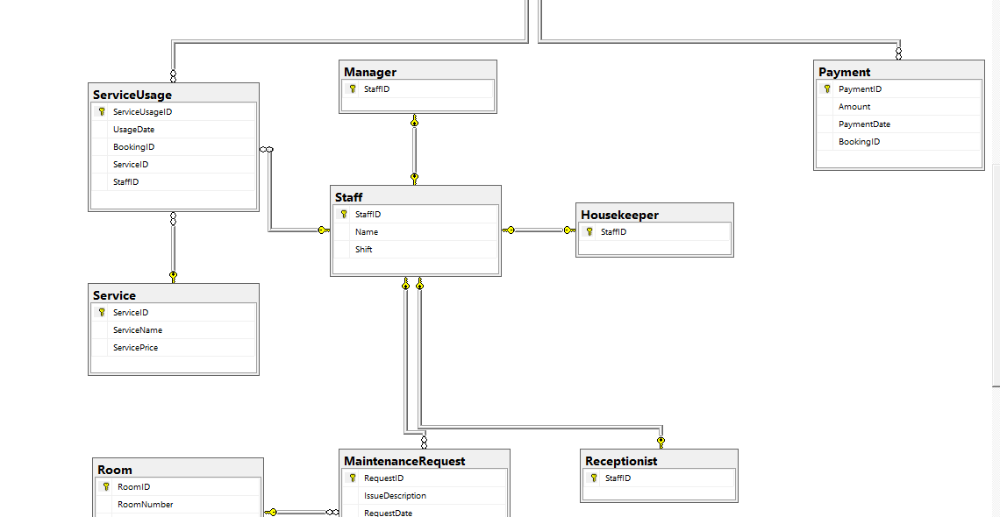 ServiceUsage
ServiceUsageID
UsageDate
BookingID
ServiceID
StaffID
Manager
StaffID
Payment
PaymentID
Amount
PaymentDate
BookingID
Staff
StaffID
Name
Shift
Housekeeper
StaffID
Service
ServiceID
ServiceName
ServicePrice
Room
RoomID
RoomNumber
MaintenanceRequest
RequestID
IssueDescription
RequestDate
Receptionist
StaffID